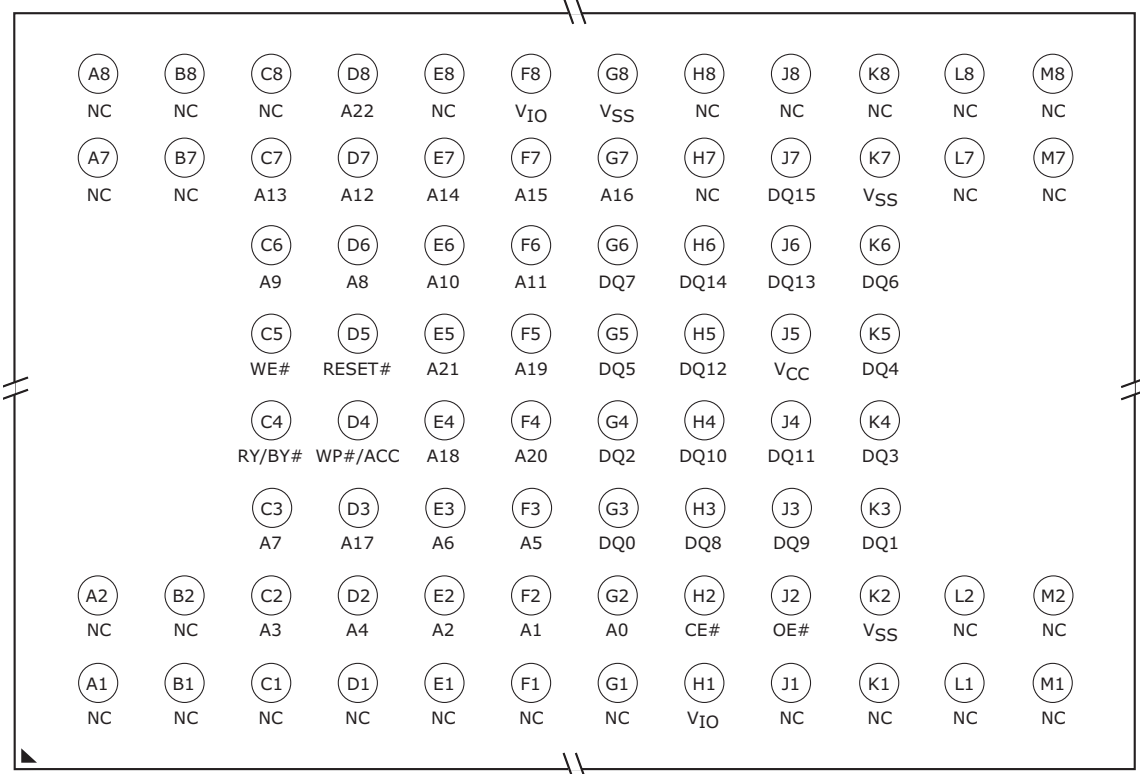 A8 B8 C8 D8 E8 F8 G8 H8 J8 K8 L8 M8
NC NC NC A22 NC VIO VSS NC NC NC NC NC
A7 B7 C7 D7 E7 F7 G7 H7 J7 K7 L7 M7
NC NC A13 A12 A14 A15 A16 NC DQ15 VSS NC NC
C6 D6 E6 F6 G6 H6 J6 K6
A9 A8 A10 A11 DQ7 DQ14 DQ13 DQ6
C5 D5 E5 F5 G5 H5 J5 K5
WE# RESET# A21 A19 DQ5 DQ12 VCC DQ4
C4 D4 E4 F4 G4 H4 J4 K4
RY/BY# WP#/ACC A18 A20 DQ2 DQ10 DQ11 DQ3
C3 D3 E3 F3 G3 H3 J3 K3
A7 A17 A6 A5 DQ0 DQ8 DQ9 DQ1
A2 B2 C2 D2 E2 F2 G2 H2 J2 K2 L2 M2
NC NC A3 A4 A2 A1 A0 CE# OE# VSS NC NC
A1 B1 C1 D1 E1 F1 G1 H1 J1 K1 L1 M1
NC NC NC NC NC NC NC VIO NC NC NC NC